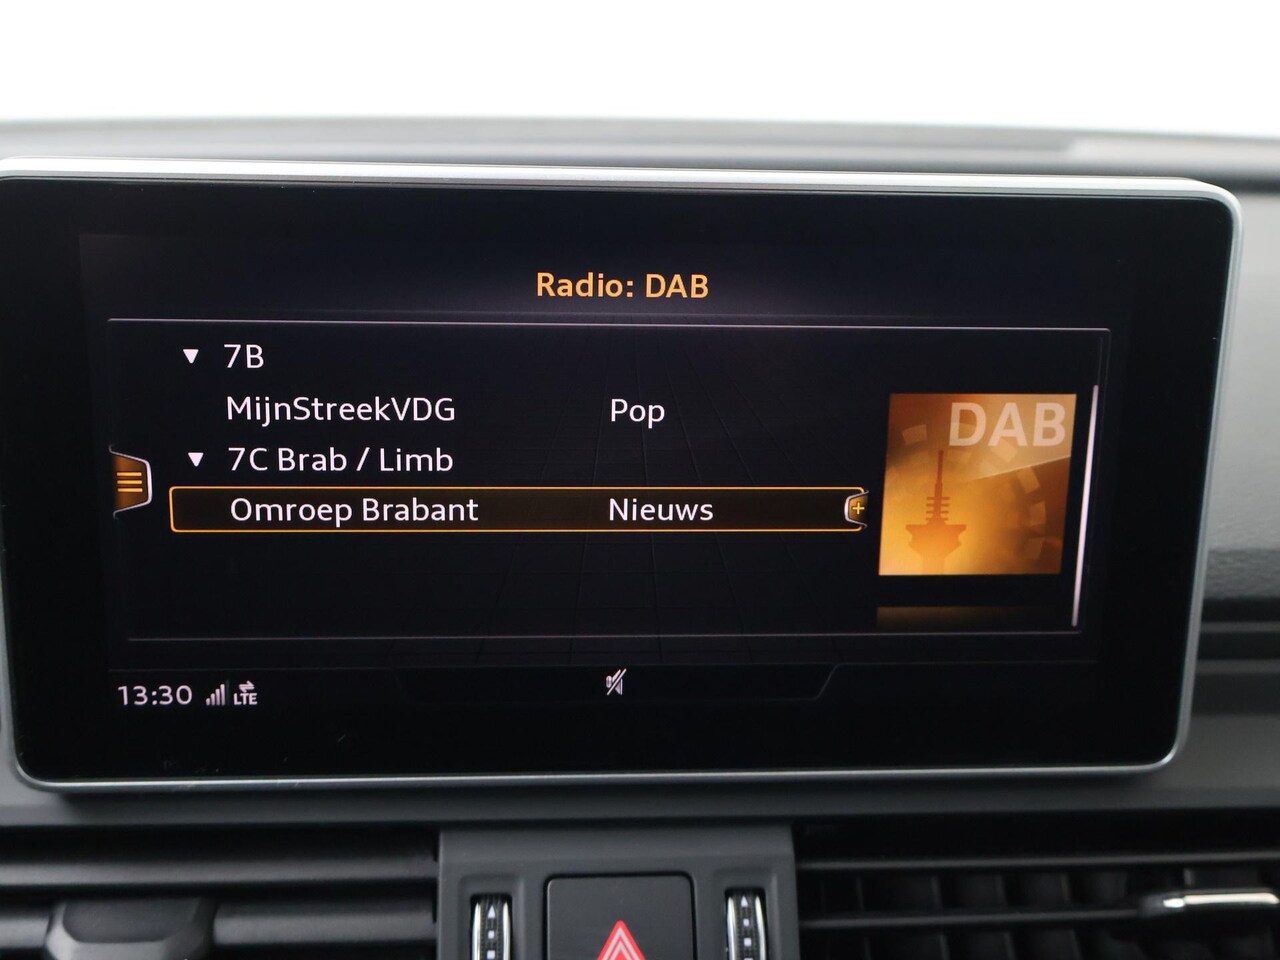 Radio: DAB
▼ 7B
MijnStreekVDG Pop
▼ 7C Brab / Limb
Omroep Brabant Nieuws +
DAB
13:30 LTE